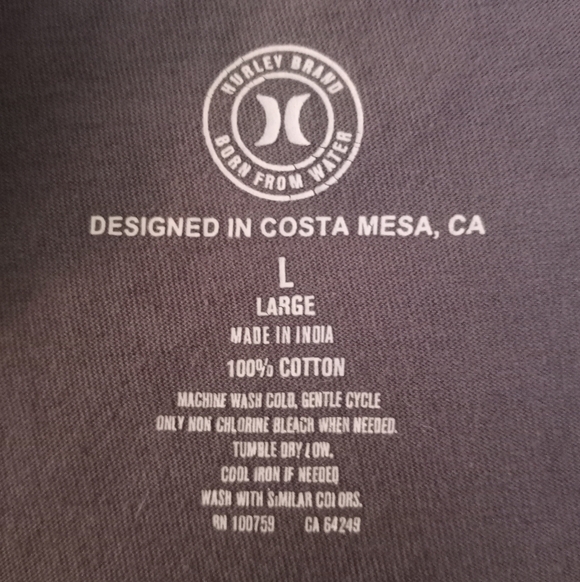 HURLEY BRAND
BORN FROM WATER
DESIGNED IN COSTA MESA, CA
L
LARGE
MADE IN INDIA
100% COTTON
MACHINE WASH COLD, GENTLE CYCLE
ONLY NON CHLORINE BLEACH WHEN NEEDED.
TUMBLE DRY LOW.
COOL IRON IF NEEDED
WASH WITH SIMILAR COLORS.
RN 100759 CA 64249